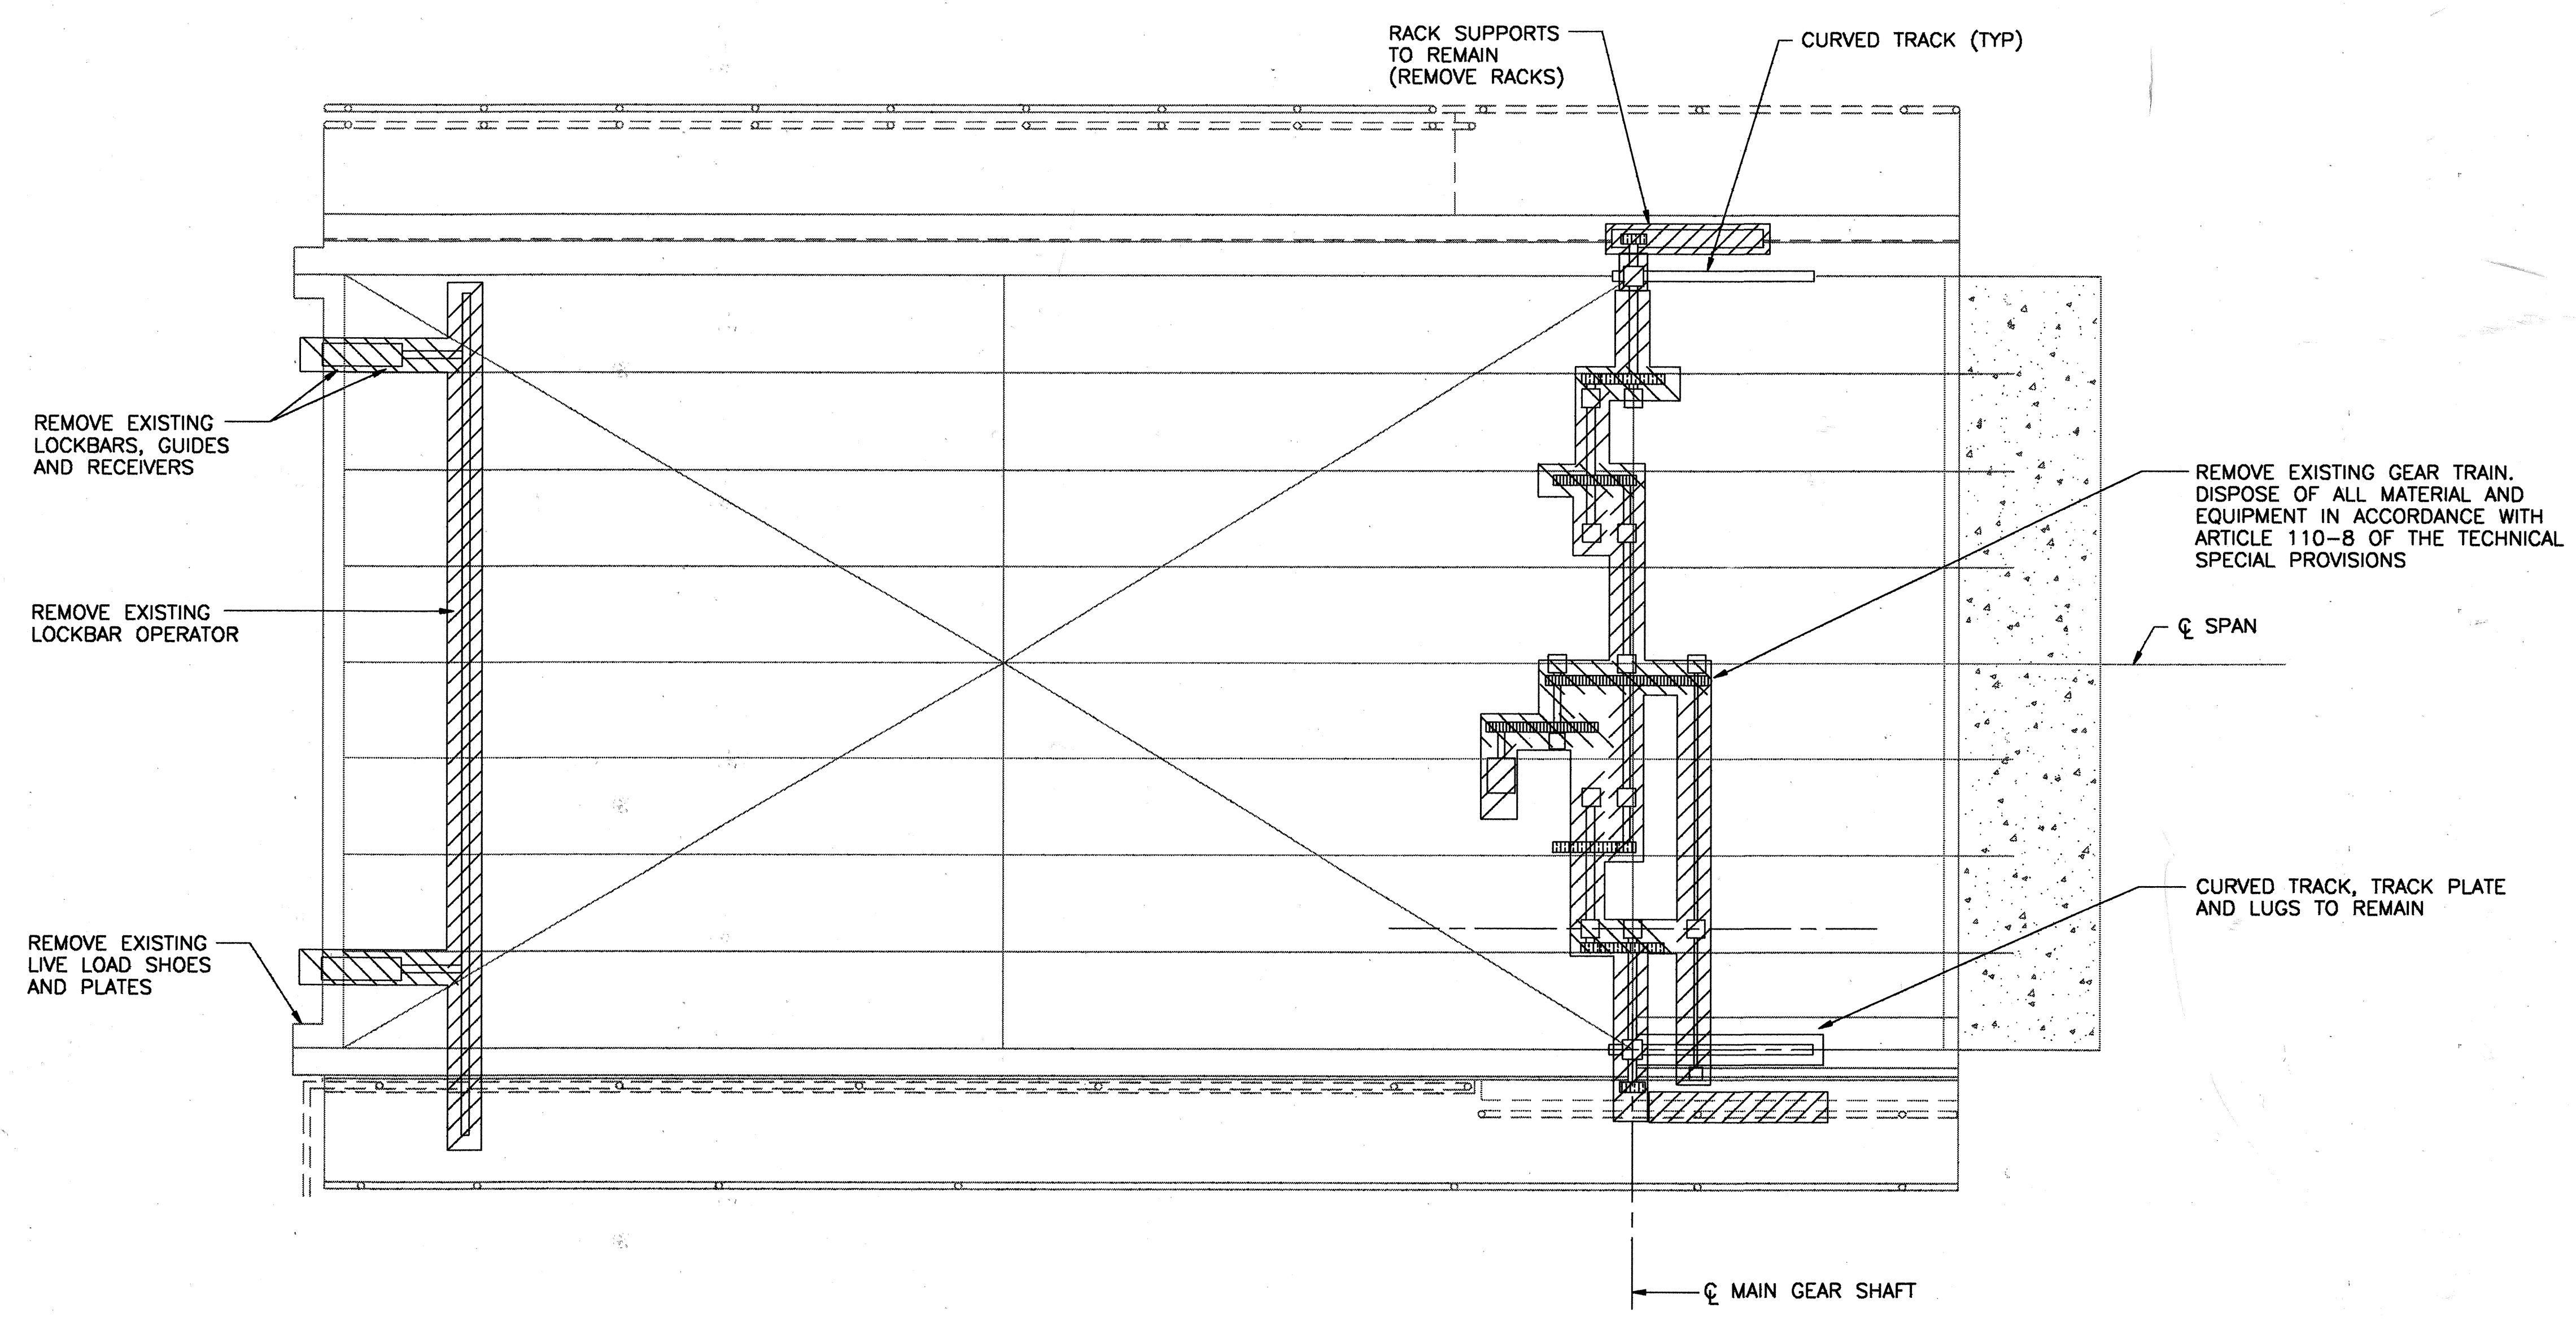 RACK SUPPORTS
TO REMAIN
(REMOVE RACKS)
CURVED TRACK (TYP)
REMOVE EXISTING
LOCKBARS, GUIDES
AND RECEIVERS
REMOVE EXISTING GEAR TRAIN.
DISPOSE OF ALL MATERIAL AND
EQUIPMENT IN ACCORDANCE WITH
ARTICLE 110-8 OF THE TECHNICAL
SPECIAL PROVISIONS
REMOVE EXISTING
LOCKBAR OPERATOR
℄ SPAN
CURVED TRACK, TRACK PLATE
AND LUGS TO REMAIN
REMOVE EXISTING
LIVE LOAD SHOES
AND PLATES
℄ MAIN GEAR SHAFT